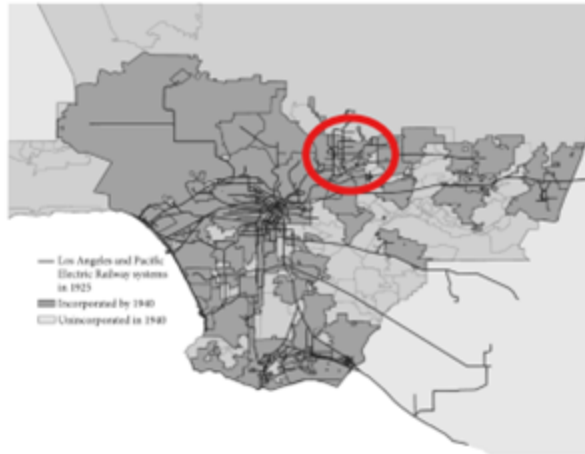 Los Angeles and Pacific
Electric Railway systems
in 1925
Incorporated by 1940
Unincorporated in 1940